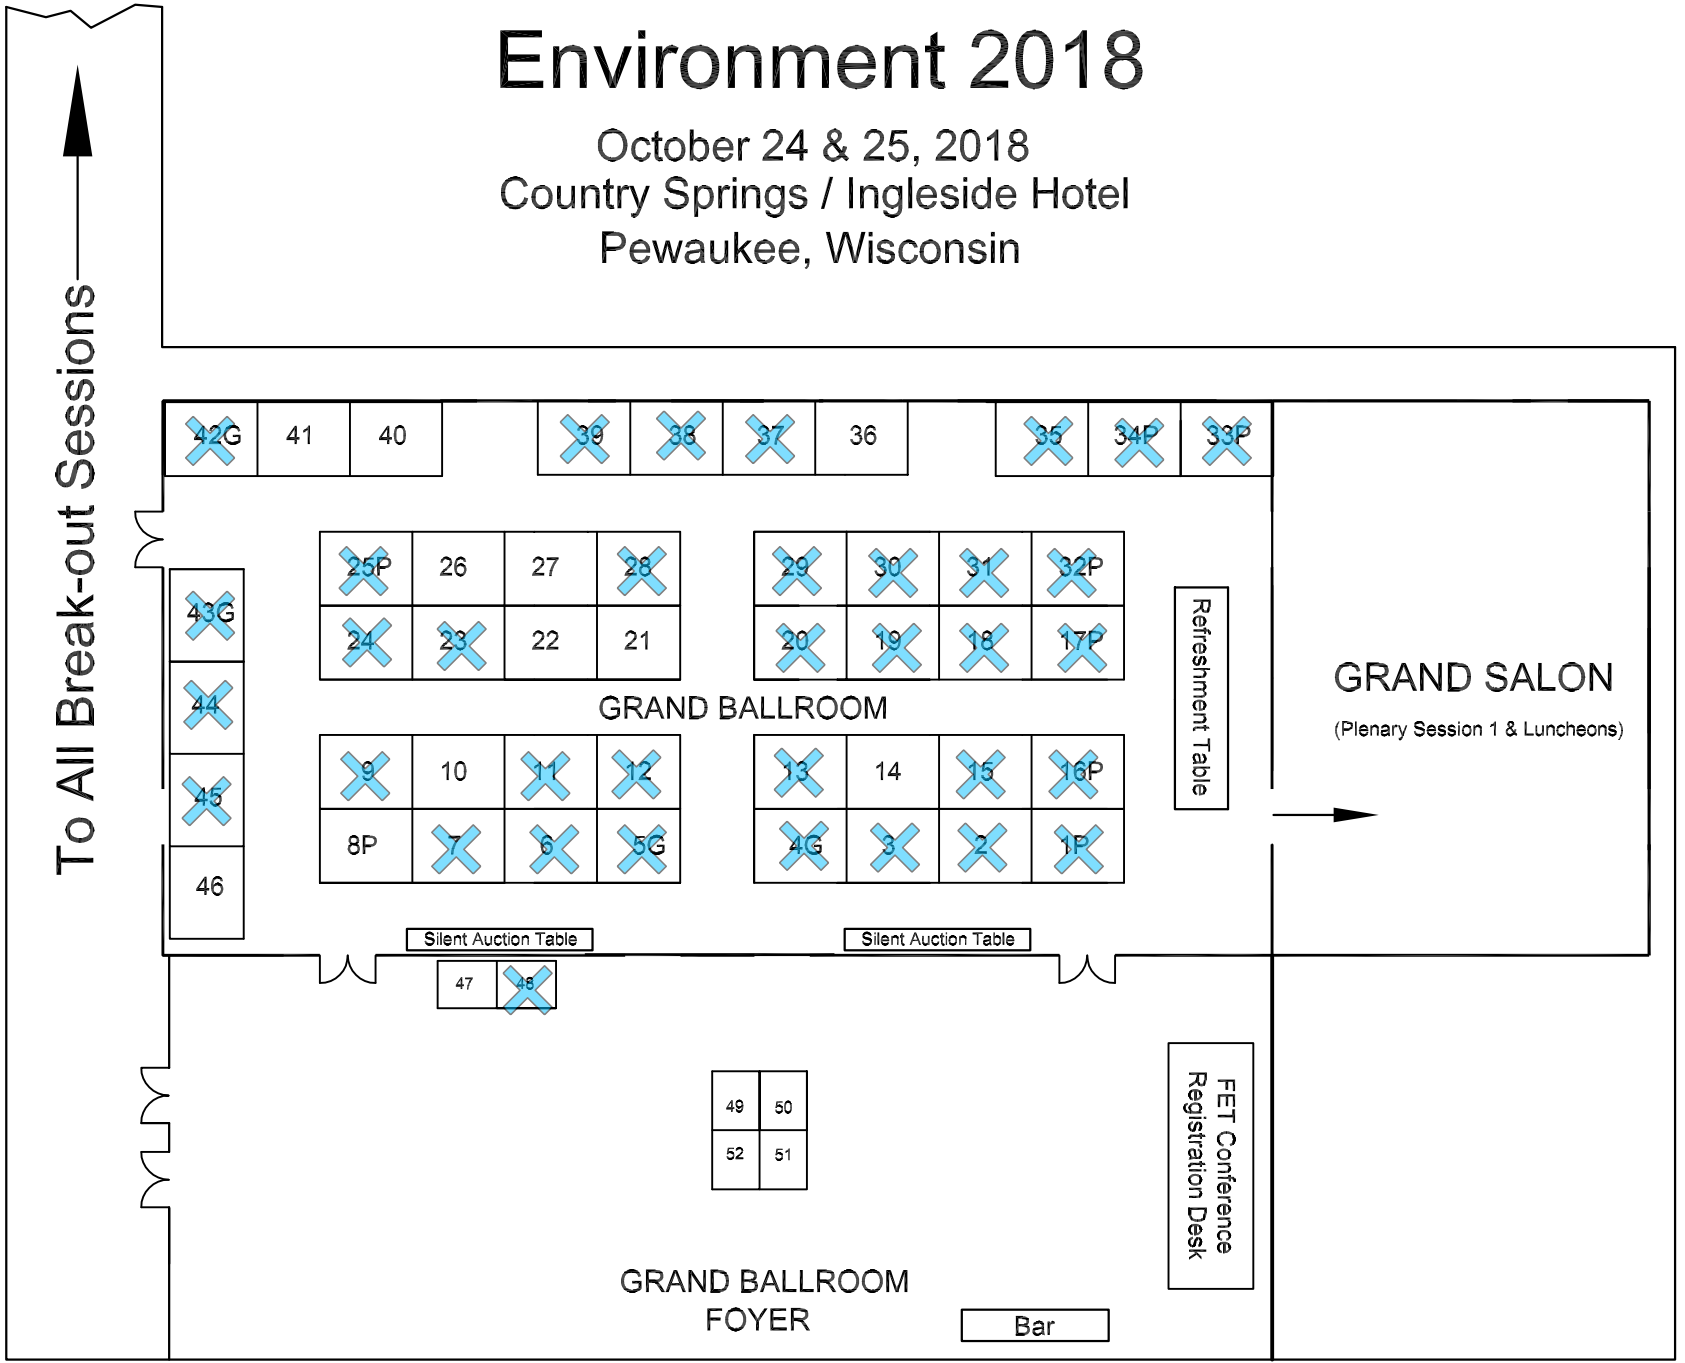 Environment 2018
October 24 & 25, 2018
Country Springs / Ingleside Hotel
Pewaukee, Wisconsin
To All Break-out Sessions
42G 41 40 39 38 37 36 35 34P 33P
25P 26 27 28 29 30 31 32P
24 23 22 21 20 19 18 17P
43G
44
45
46
GRAND BALLROOM
9 10 11 12 13 14 15 16P
8P 7 6 5G 4G 3 2 1P
Refreshment Table
GRAND SALON
(Plenary Session 1 & Luncheons)
Silent Auction Table
Silent Auction Table
47 48
49 50
52 51
FET Conference
Registration Desk
GRAND BALLROOM
FOYER
Bar